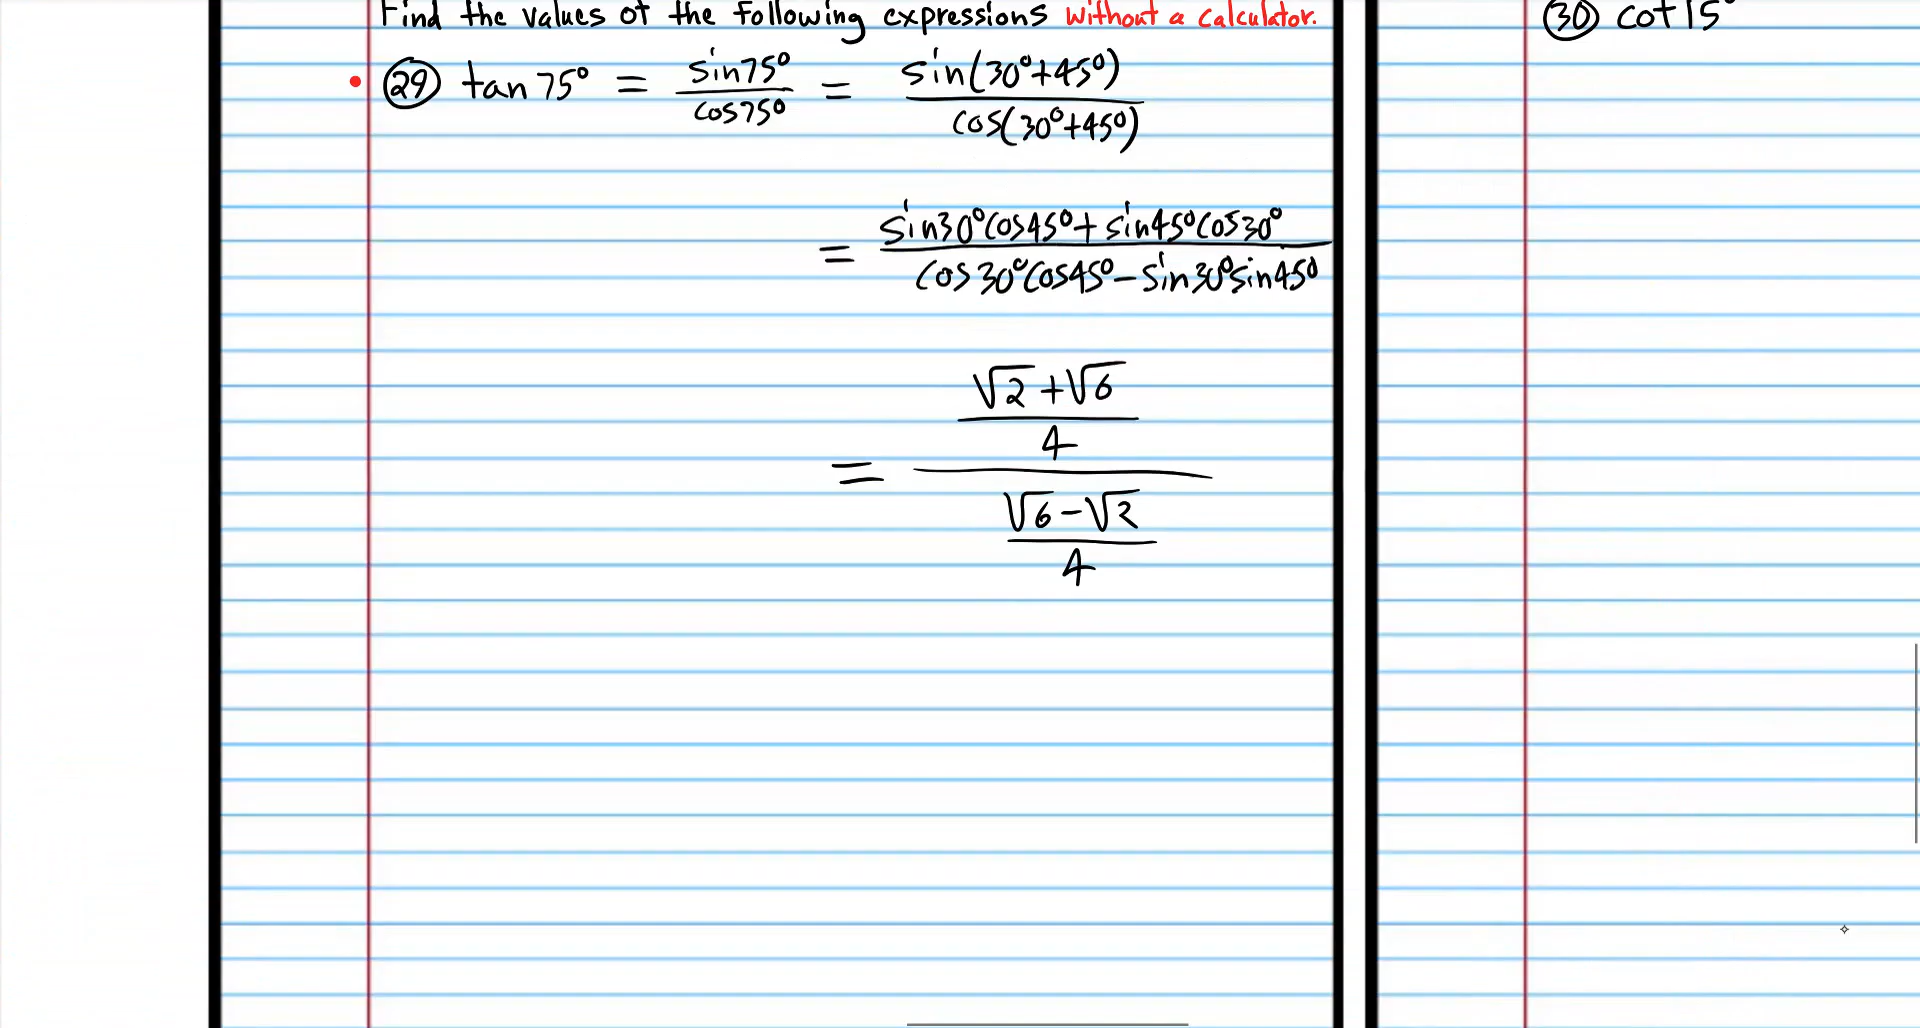 Find the values of the following expressions without a calculator.
(29) tan 75° = sin75°/cos75° = sin(30°+45°)/cos(30°+45°)
= (sin30°cos45° + sin45°cos30°)/(cos30°cos45° − sin30°sin45°)
= ((√2 + √6)/4)/((√6 − √2)/4)
(30) cot 15°